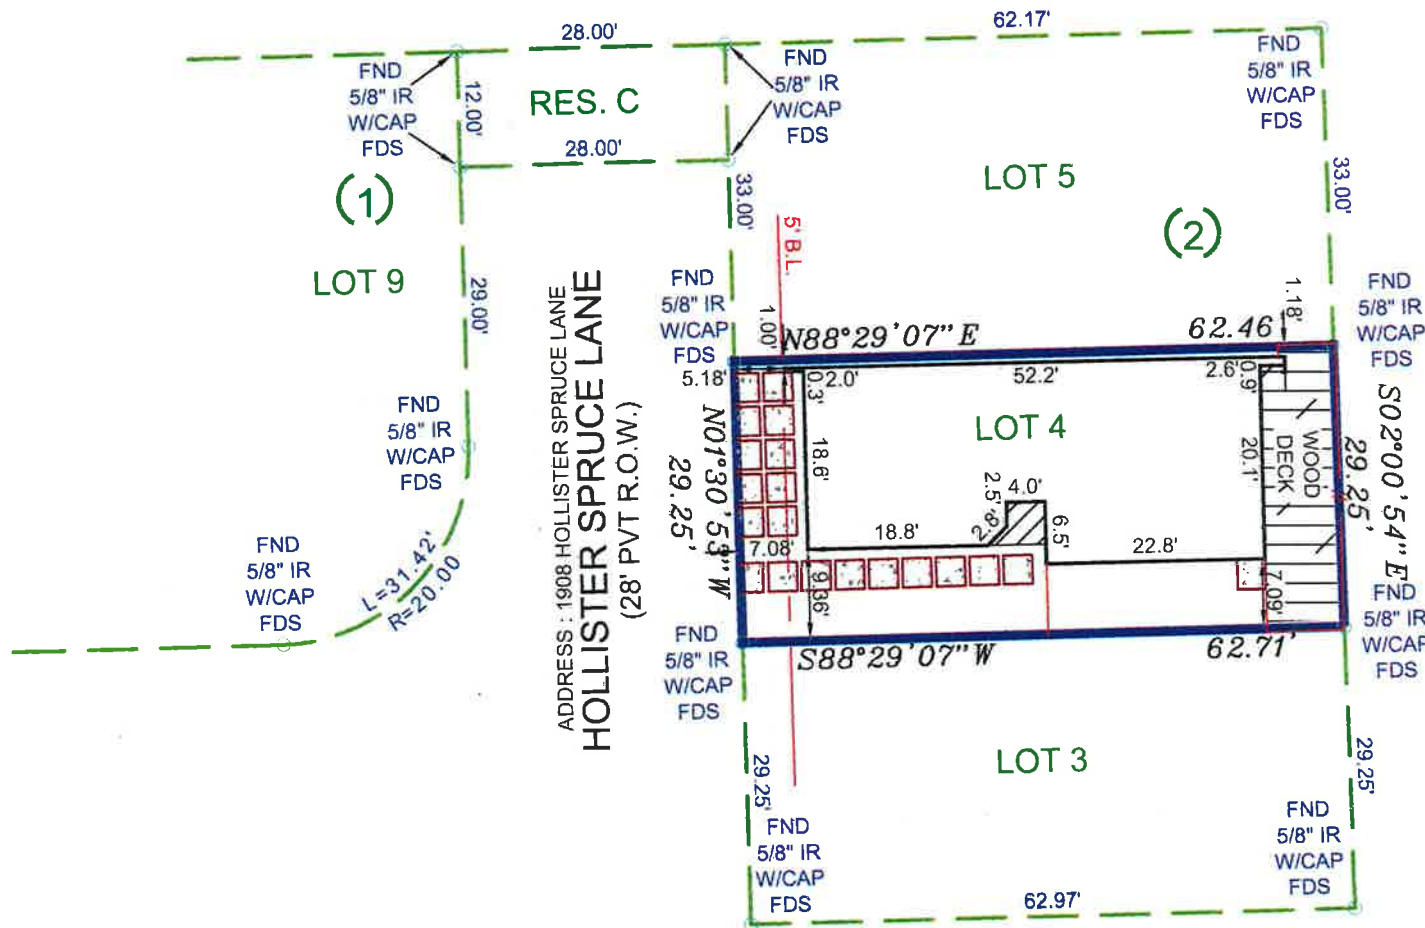 28.00'
62.17'
FND
5/8" IR
W/CAP
FDS
12.00'
RES. C
28.00'
FND
5/8" IR
W/CAP
FDS
FND
5/8" IR
W/CAP
FDS
(1)
LOT 9
29.00'
33.00'
LOT 5
(2)
33.00'
5' B.L.
FND
5/8" IR
W/CAP
FDS
1.00'
N88°29'07" E
62.46
1.18'
FND
5/8" IR
W/CAP
FDS
ADDRESS : 1908 HOLLISTER SPRUCE LANE
HOLLISTER SPRUCE LANE
(28' PVT R.O.W.)
5.18'
0.3'
2.0'
52.2'
2.6'
0.9'
N01°30'53" W
29.25'
18.6'
LOT 4
20.1'
WOOD
DECK
S02°00'54" E
29.25'
FND
5/8" IR
W/CAP
FDS
4.0'
2.5'
2.8'
6.5'
7.08'
18.8'
22.8'
9.36'
7.09'
FND
5/8" IR
W/CAP
FDS
L=31.42'
R=20.00
FND
5/8" IR
W/CAP
FDS
FND
5/8" IR
W/CAP
FDS
S88°29'07" W
62.71'
LOT 3
29.25'
29.25'
FND
5/8" IR
W/CAP
FDS
FND
5/8" IR
W/CAP
FDS
62.97'